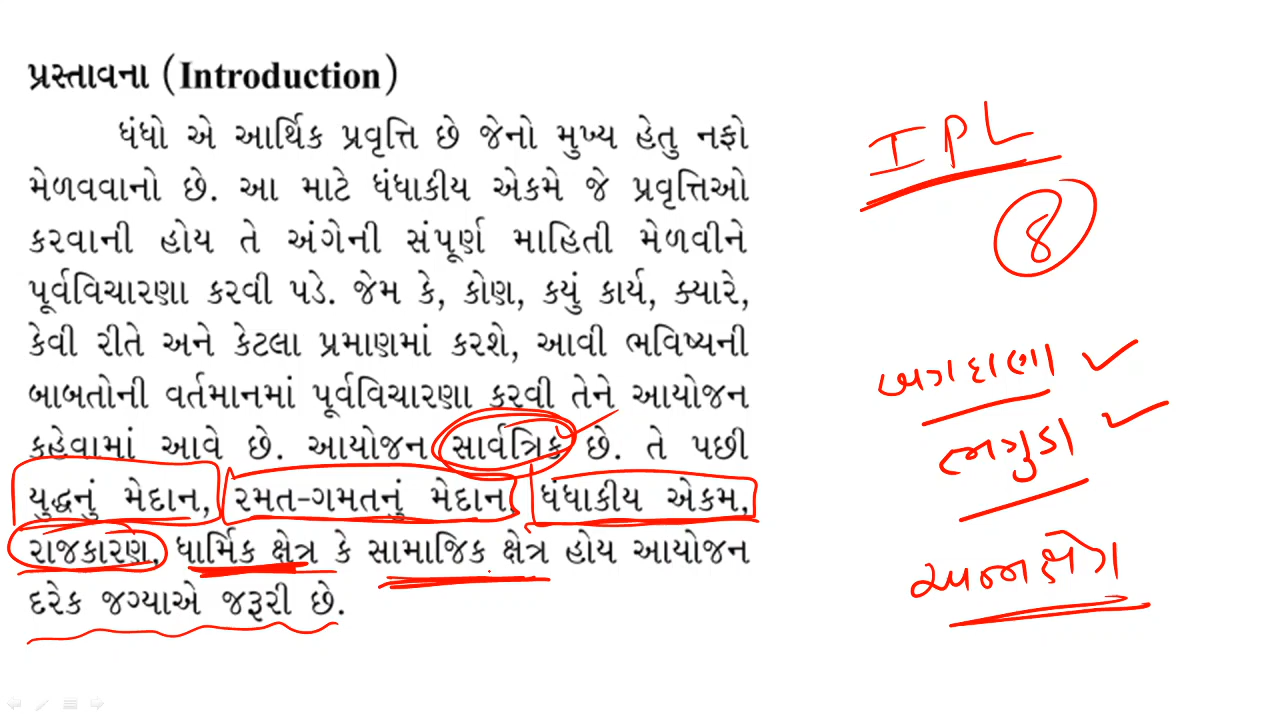 પ્રસ્તાવના (Introduction)
ધંધો એ આર્થિક પ્રવૃત્તિ છે જેનો મુખ્ય હેતુ નફો
મેળવવાનો છે. આ માટે ધંધાકીય એકમે જે પ્રવૃત્તિઓ
કરવાની હોય તે અંગેની સંપૂર્ણ માહિતી મેળવીને
પૂર્વવિચારણા કરવી પડે. જેમ કે, કોણ, કયું કાર્ય, ક્યારે,
કેવી રીતે અને કેટલા પ્રમાણમાં કરશે, આવી ભવિષ્યની
બાબતોની વર્તમાનમાં પૂર્વવિચારણા કરવી તેને આયોજન
કહેવામાં આવે છે. આયોજન સાર્વત્રિક છે. તે પછી
યુદ્ધનું મેદાન, રમત-ગમતનું મેદાન, ધંધાકીય એકમ,
રાજકારણ, ધાર્મિક ક્ષેત્ર કે સામાજિક ક્ષેત્ર હોય આયોજન
દરેક જગ્યાએ જરૂરી છે.
IPL
8
બગદાણા
ભગુડા